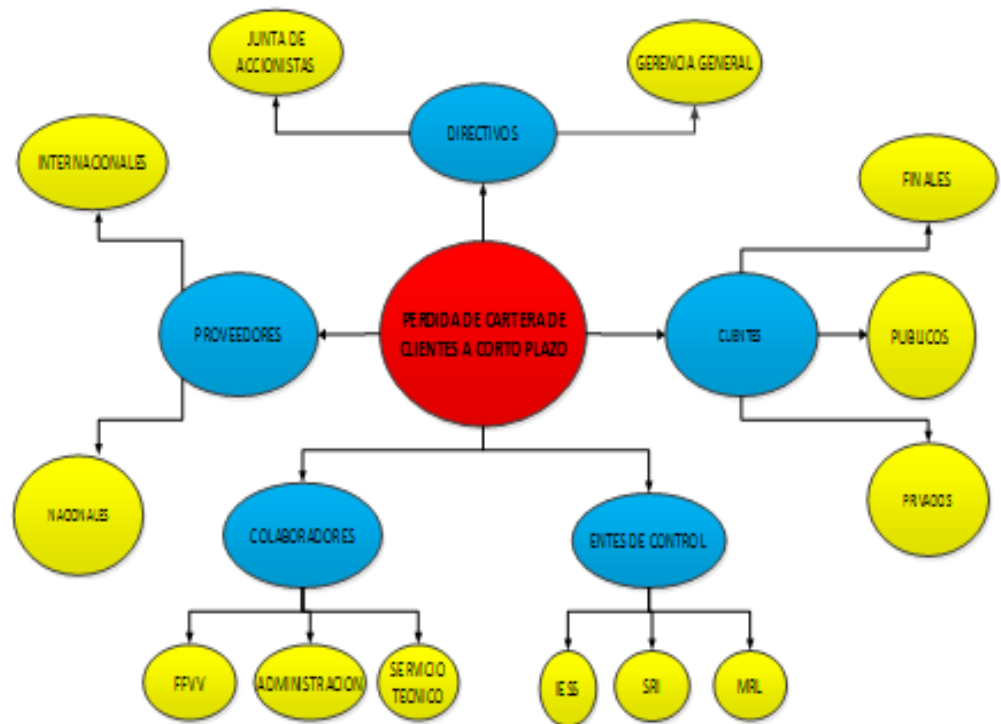 JUNTA DE
ACCIONISTAS
GERENCIA GENERAL
DIRECTIVOS
INTERNACIONALES
FINALES
PERDIDA DE CARTERA DE
CLIENTES A CORTO PLAZO
PROVEEDORES
CLIENTES
PUBLICOS
NACIONALES
PRIVADOS
COLABORADORES
ENTES DE CONTROL
FFVV
ADMINISTRACION
SERVICIO
TECNICO
IESS
SRI
MRL